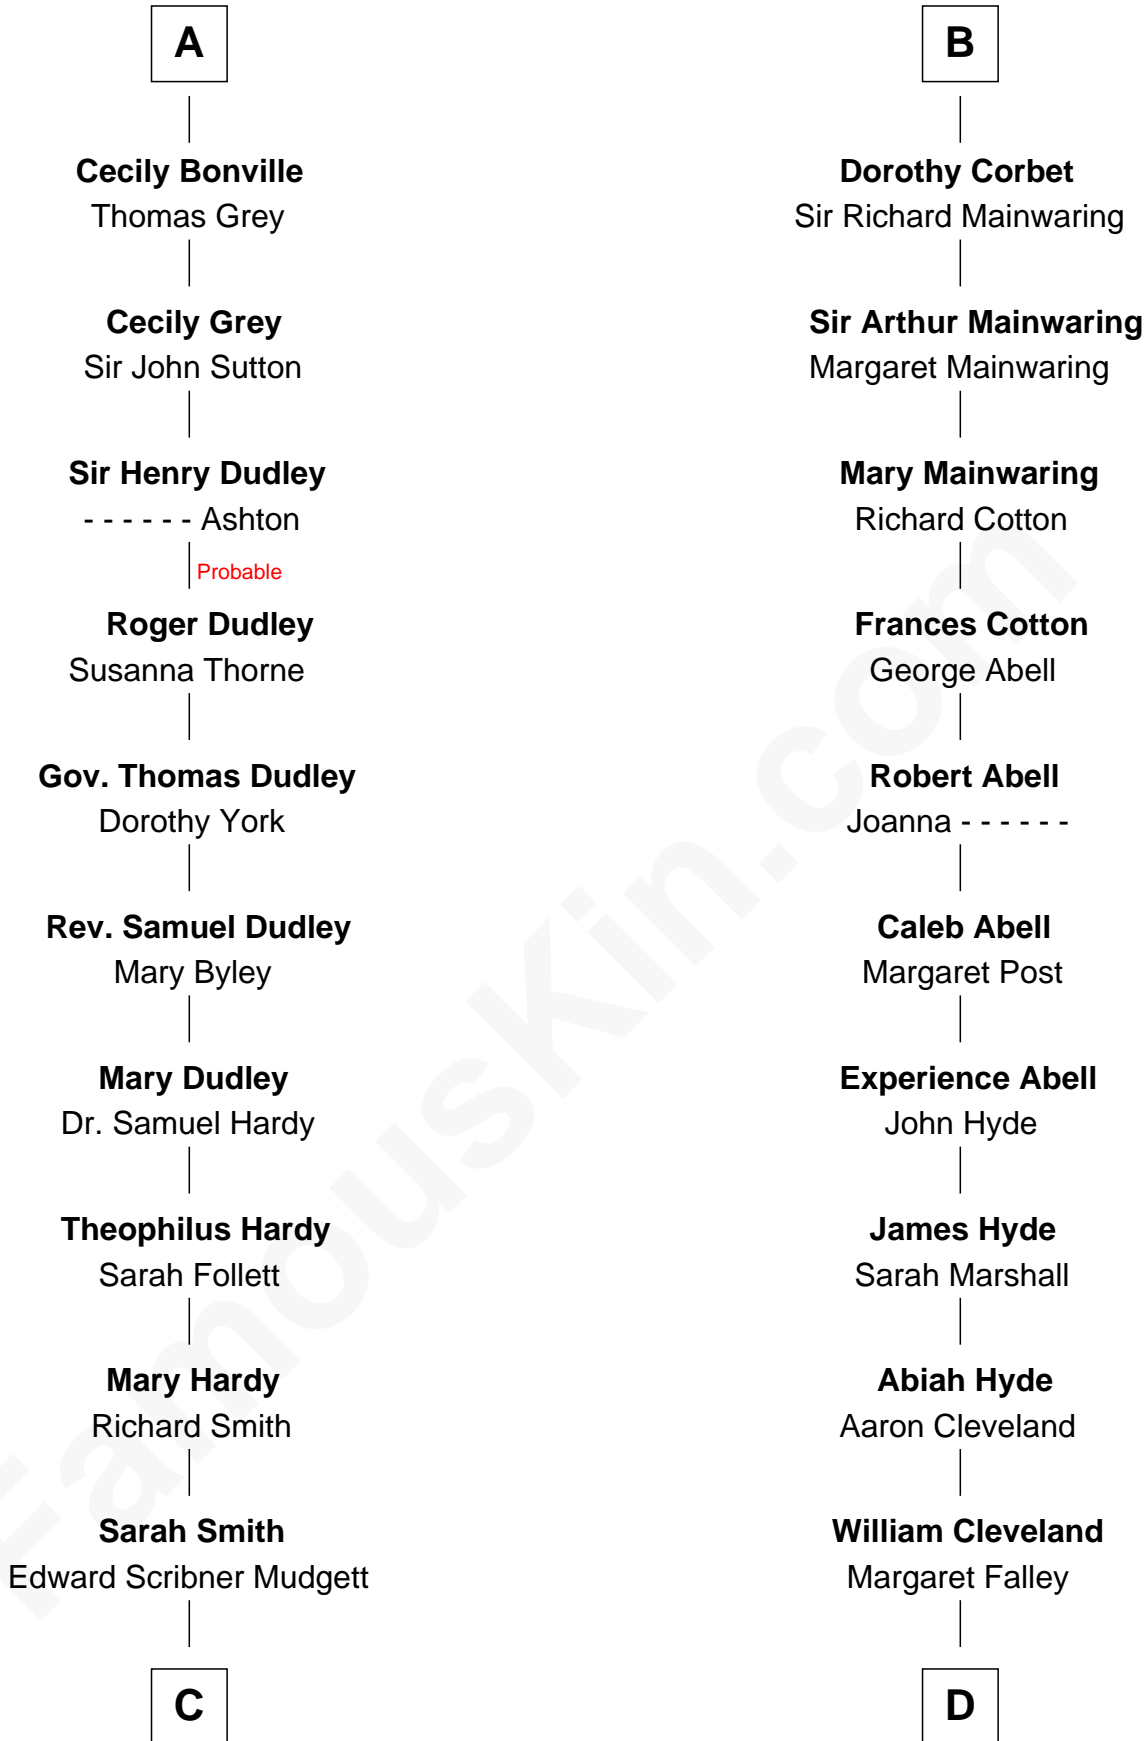 A
Cecily Bonville
Thomas Grey
Cecily Grey
Sir John Sutton
Sir Henry Dudley
- - - - - - Ashton
Probable
Roger Dudley
Susanna Thorne
Gov. Thomas Dudley
Dorothy York
Rev. Samuel Dudley
Mary Byley
Mary Dudley
Dr. Samuel Hardy
Theophilus Hardy
Sarah Follett
Mary Hardy
Richard Smith
Sarah Smith
Edward Scribner Mudgett
C
B
Dorothy Corbet
Sir Richard Mainwaring
Sir Arthur Mainwaring
Margaret Mainwaring
Mary Mainwaring
Richard Cotton
Frances Cotton
George Abell
Robert Abell
Joanna - - - - - -
Caleb Abell
Margaret Post
Experience Abell
John Hyde
James Hyde
Sarah Marshall
Abiah Hyde
Aaron Cleveland
William Cleveland
Margaret Falley
D
FamousKin.com